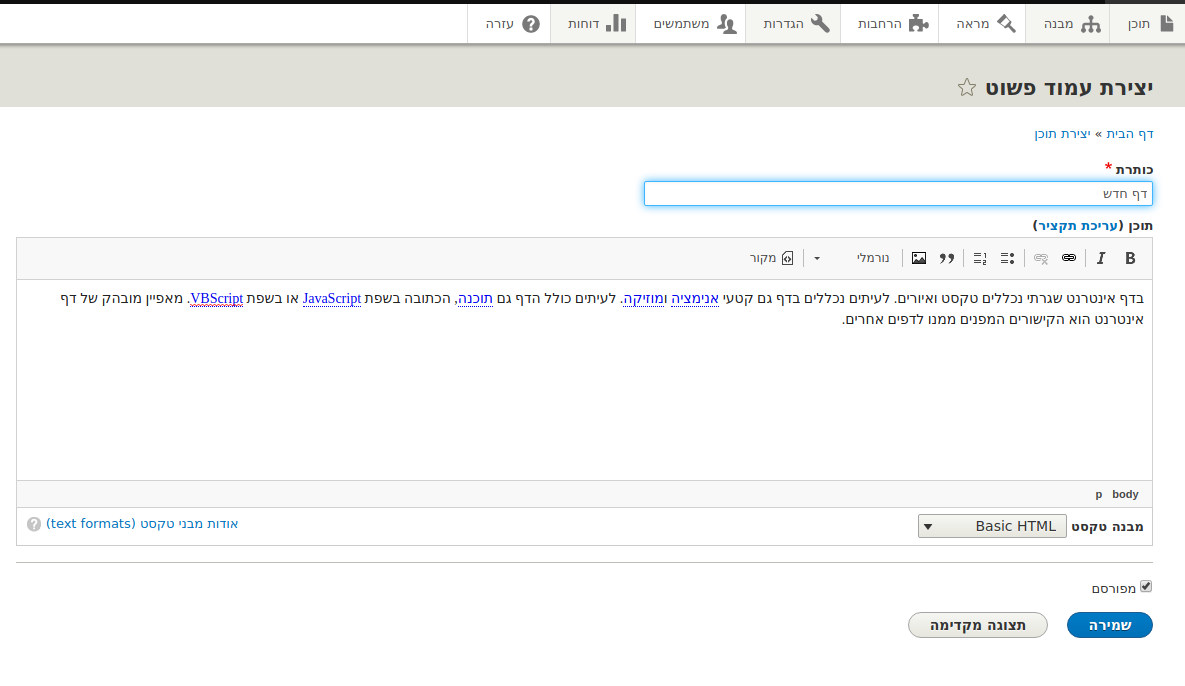 תוכן מבנה מראה הרחבות הגדרות משתמשים דוחות עזרה
יצירת עמוד פשוט
דף הבית » יצירת תוכן
כותרת *
דף חדש
תוכן (עריכת תקציר)
B I נורמלי מקור
בדף אינטרנט שגרתי נכללים טקסט ואיורים. לעיתים נכללים בדף גם קטעי אנימציה ומוזיקה. לעיתים כולל הדף גם תוכנה, הכתובה בשפת JavaScript או בשפת VBScript. מאפיין מובהק של דף
אינטרנט הוא הקישורים המפנים ממנו לדפים אחרים.
body p
מבנה טקסט Basic HTML אודות מבני טקסט (text formats)
מפורסם
שמירה תצוגה מקדימה